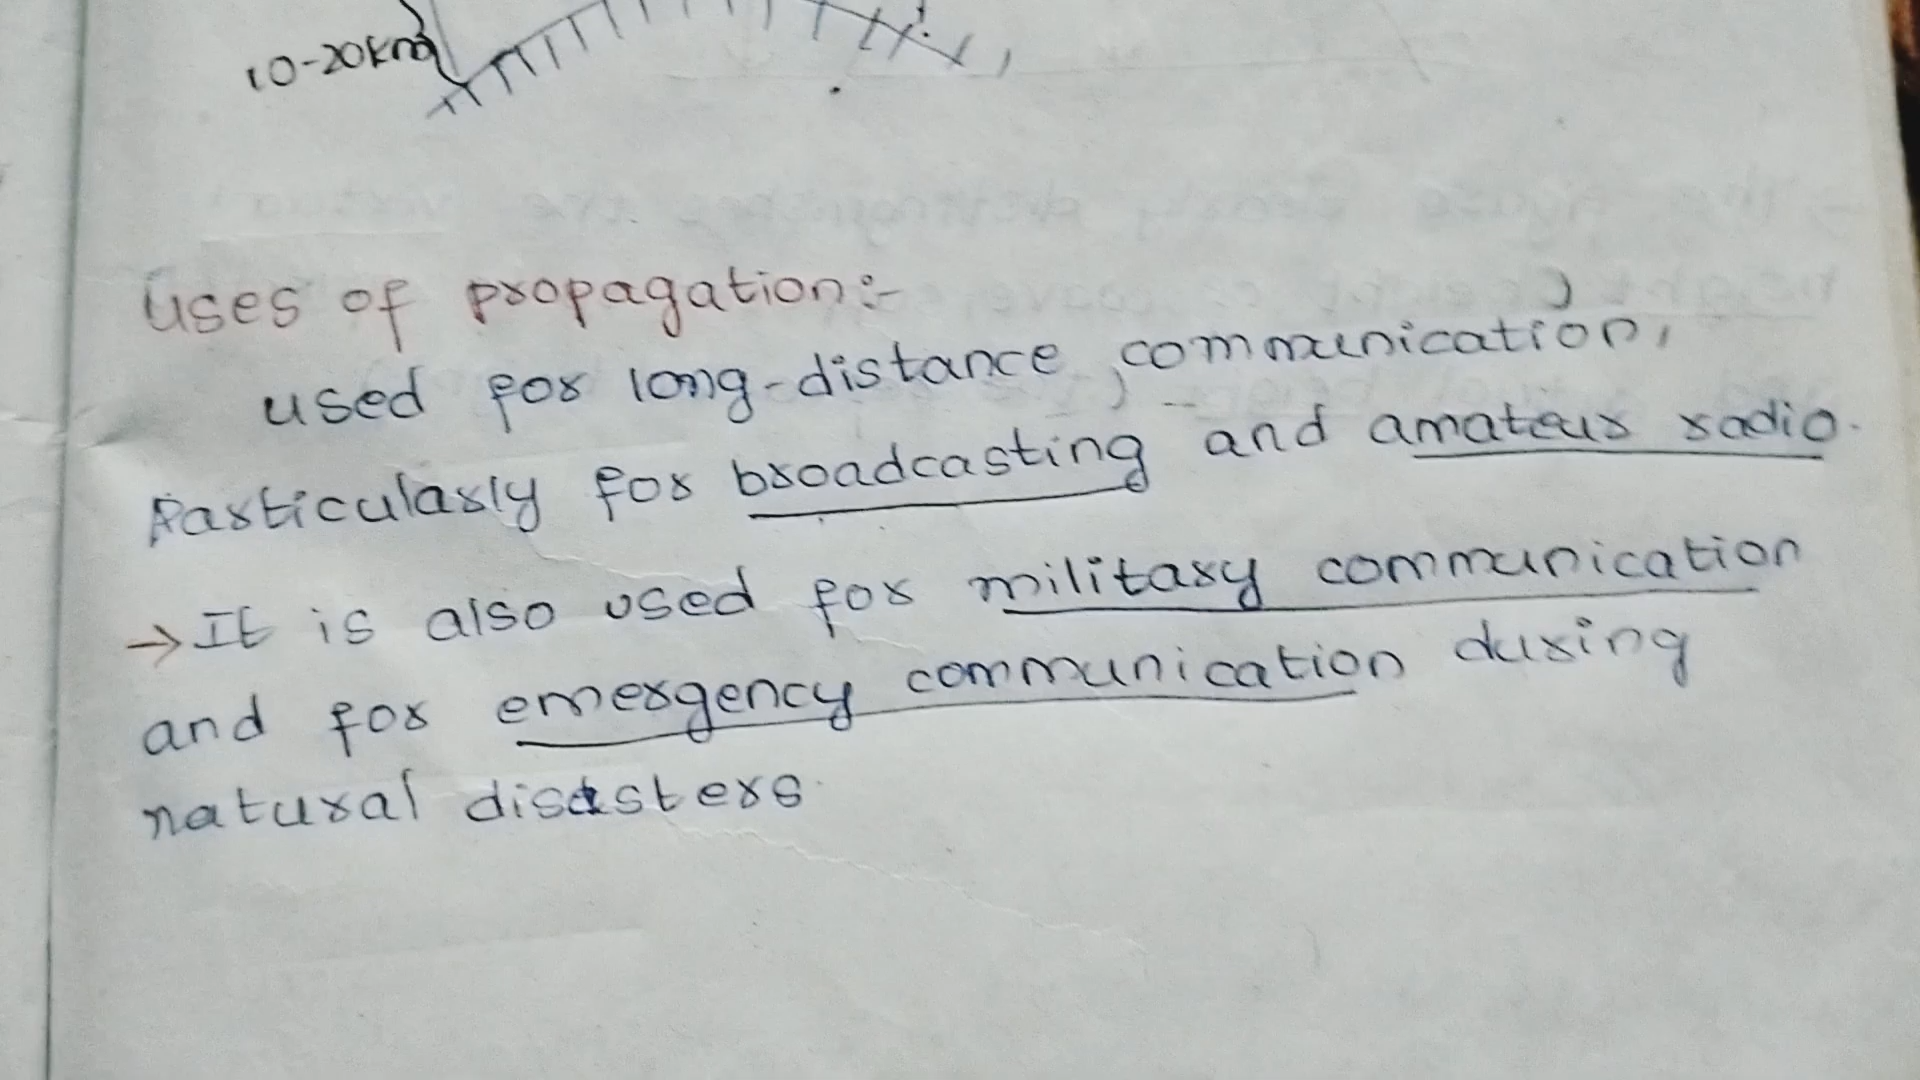 10-20km
Uses of propagation:-
used for long-distance communication,
Particularly for broadcasting and amateur radio.
→ It is also used for military communication
and for emergency communication during
natural disasters.